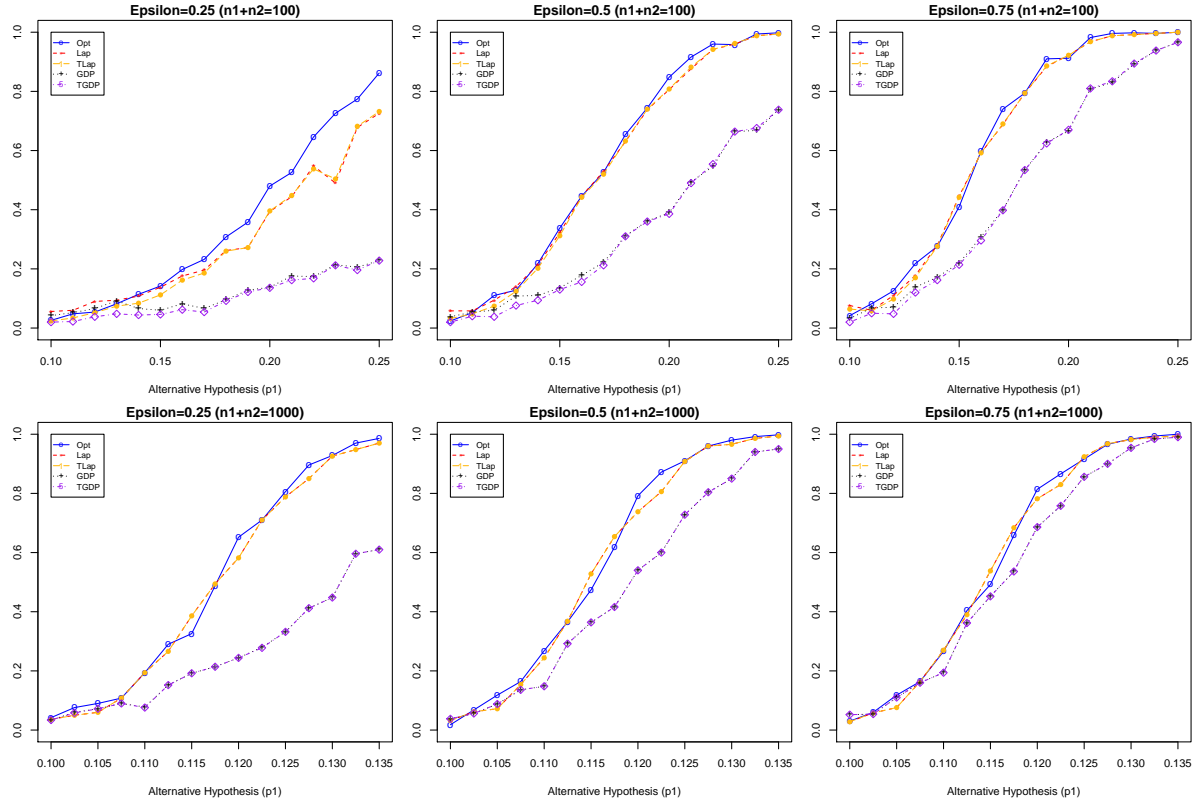 Epsilon=0.25 (n1+n2=100)
1.0
0.8
0.6
0.4
0.2
0.0
Opt
Lap
TLap
GDP
TGDP
0.10
0.15
0.20
0.25
Alternative Hypothesis (p1)
Epsilon=0.5 (n1+n2=100)
1.0
0.8
0.6
0.4
0.2
0.0
Opt
Lap
TLap
GDP
TGDP
0.10
0.15
0.20
0.25
Alternative Hypothesis (p1)
Epsilon=0.75 (n1+n2=100)
1.0
0.8
0.6
0.4
0.2
0.0
Opt
Lap
TLap
GDP
TGDP
0.10
0.15
0.20
0.25
Alternative Hypothesis (p1)
Epsilon=0.25 (n1+n2=1000)
1.0
0.8
0.6
0.4
0.2
0.0
Opt
Lap
TLap
GDP
TGDP
0.100
0.105
0.110
0.115
0.120
0.125
0.130
0.135
Alternative Hypothesis (p1)
Epsilon=0.5 (n1+n2=1000)
1.0
0.8
0.6
0.4
0.2
0.0
Opt
Lap
TLap
GDP
TGDP
0.100
0.105
0.110
0.115
0.120
0.125
0.130
0.135
Alternative Hypothesis (p1)
Epsilon=0.75 (n1+n2=1000)
1.0
0.8
0.6
0.4
0.2
0.0
Opt
Lap
TLap
GDP
TGDP
0.100
0.105
0.110
0.115
0.120
0.125
0.130
0.135
Alternative Hypothesis (p1)